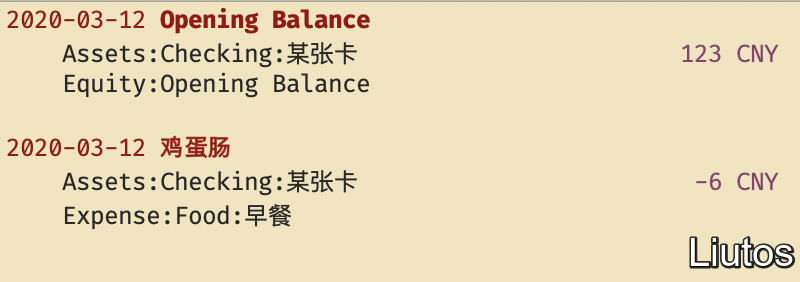 2020-03-12 Opening Balance
Assets:Checking:某张卡 123 CNY
Equity:Opening Balance
2020-03-12 鸡蛋肠
Assets:Checking:某张卡 -6 CNY
Expense:Food:早餐
Liutos